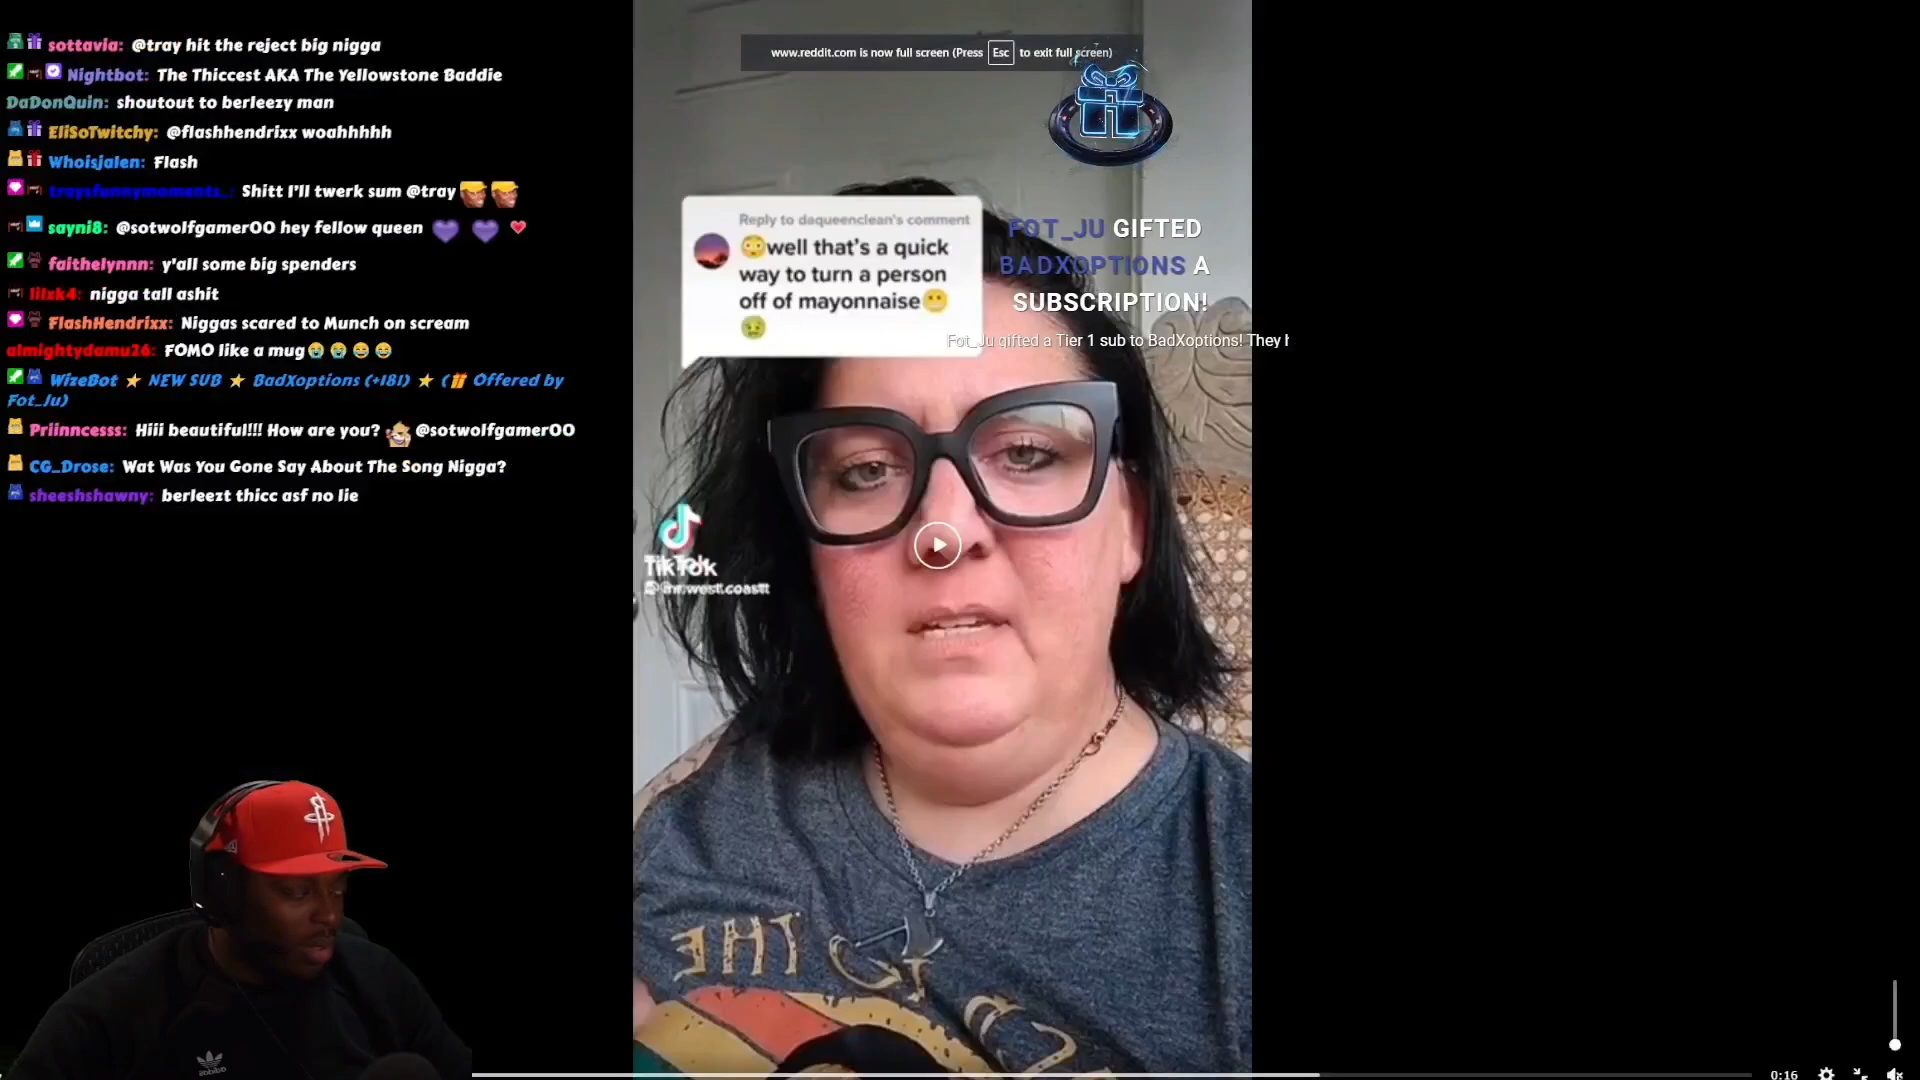 sottavia: @tray hit the reject big nigga
Nightbot: The Thiccest AKA The Yellowstone Baddie
DaDonQuin: shoutout to berleezy man
EliSoTwitchy: @flashhendrixx woahhhhh
Whoisjalen: Flash
traysfunnymoments_: Shitt I'll twerk sum @tray
sayni8: @sotwolfgamer00 hey fellow queen 💜 💜 ❤️
faithelynnn: y'all some big spenders
lilxk4: nigga tall ashit
FlashHendrixx: Niggas scared to Munch on scream
almightydamu26: FOMO like a mug😭 😭 😂 😂
WizeBot ⭐ NEW SUB ⭐ BadXoptions (+181) ⭐ (🎁 Offered by
Fot_Ju)
Priinncesss: Hiii beautiful!!! How are you? @sotwolfgamer00
CG_Drose: Wat Was You Gone Say About The Song Nigga?
sheeshshawny: berleezt thicc asf no lie
www.reddit.com is now full screen (Press Esc to exit full screen)
Reply to daqueenclean's comment
😳well that's a quick
way to turn a person
off of mayonnaise😬
🤢
FOT_JU GIFTED
BADXOPTIONS A
SUBSCRIPTION!
Fot_Ju gifted a Tier 1 sub to BadXoptions! They h
TikTok
THE
adidas
0:16